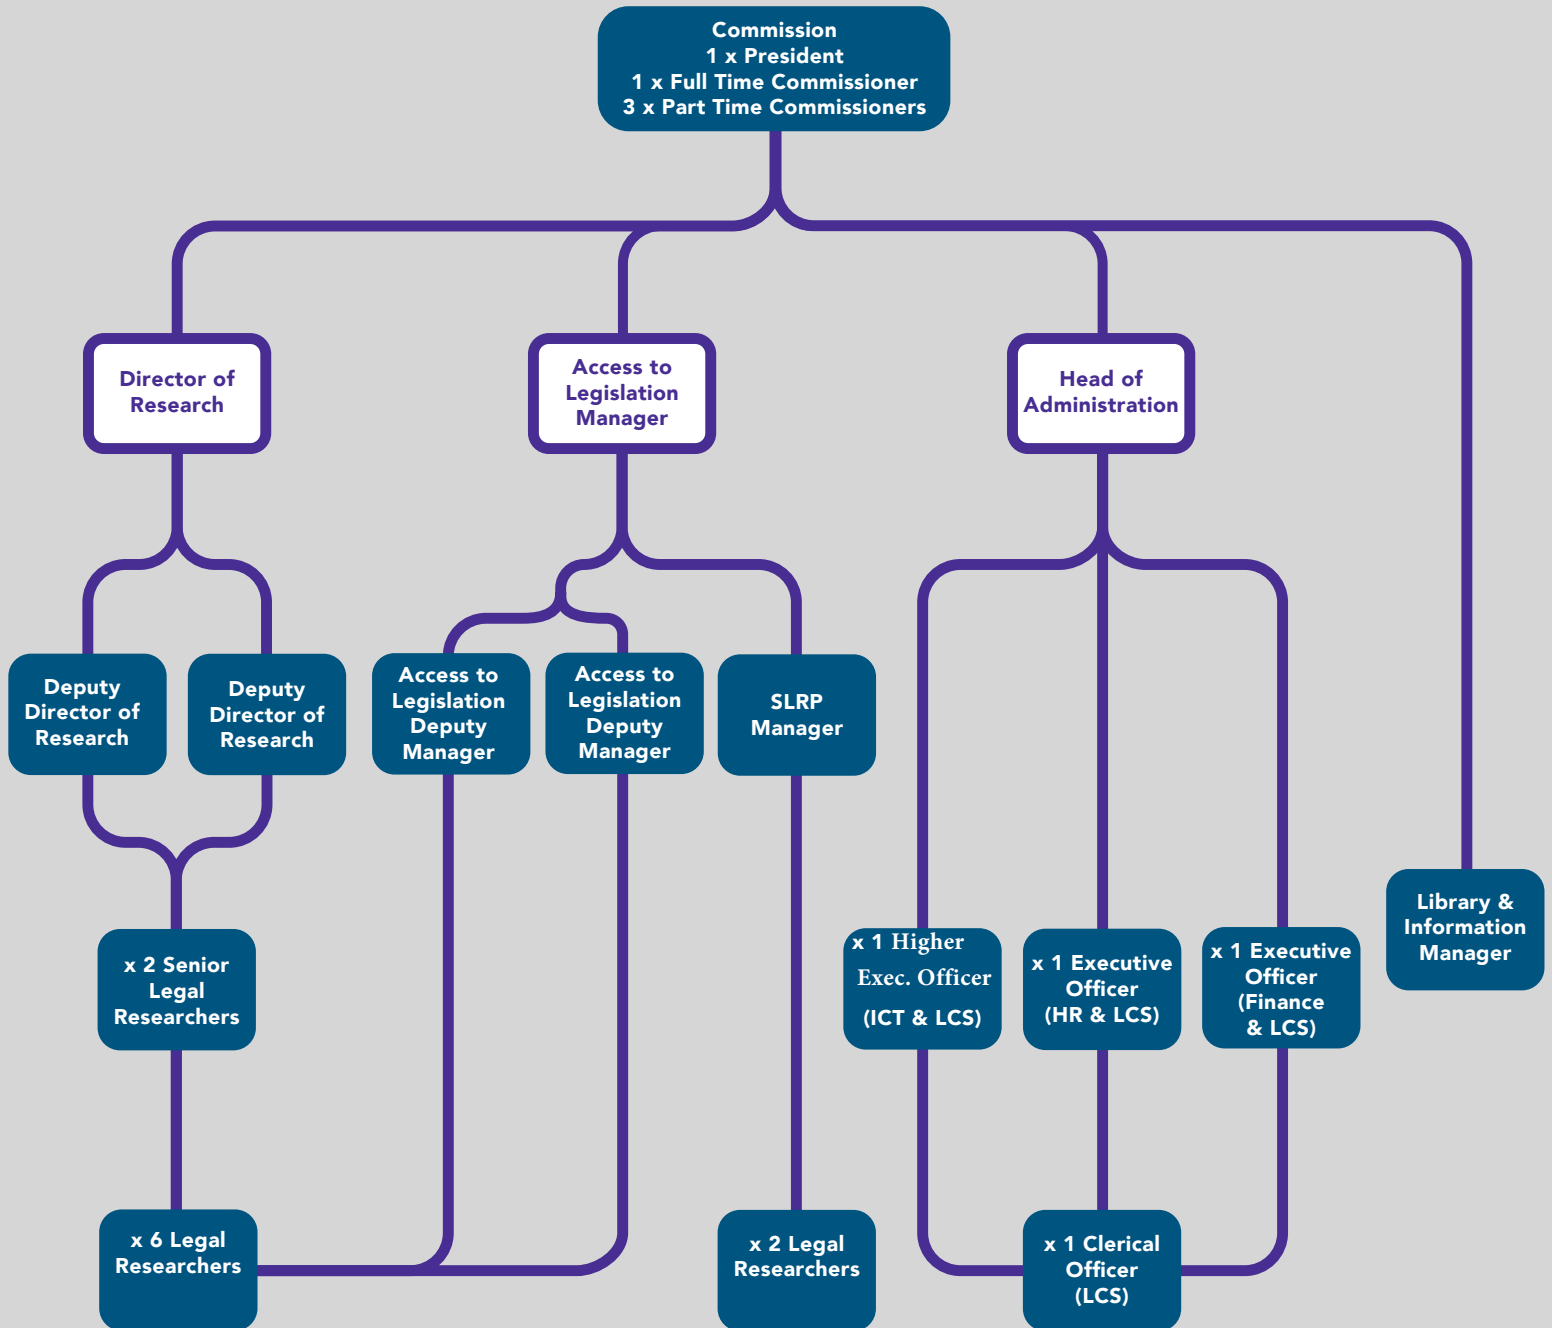 Commission
1 x President
1 x Full Time Commissioner
3 x Part Time Commissioners
Director of
Research
Access to
Legislation
Manager
Head of
Administration
Deputy
Director of
Research
Deputy
Director of
Research
Access to
Legislation
Deputy
Manager
Access to
Legislation
Deputy
Manager
SLRP
Manager
Library &
Information
Manager
x 2 Senior
Legal
Researchers
x 1 Higher
Exec. Officer
(ICT & LCS)
x 1 Executive
Officer
(HR & LCS)
x 1 Executive
Officer
(Finance
& LCS)
x 6 Legal
Researchers
x 2 Legal
Researchers
x 1 Clerical
Officer
(LCS)